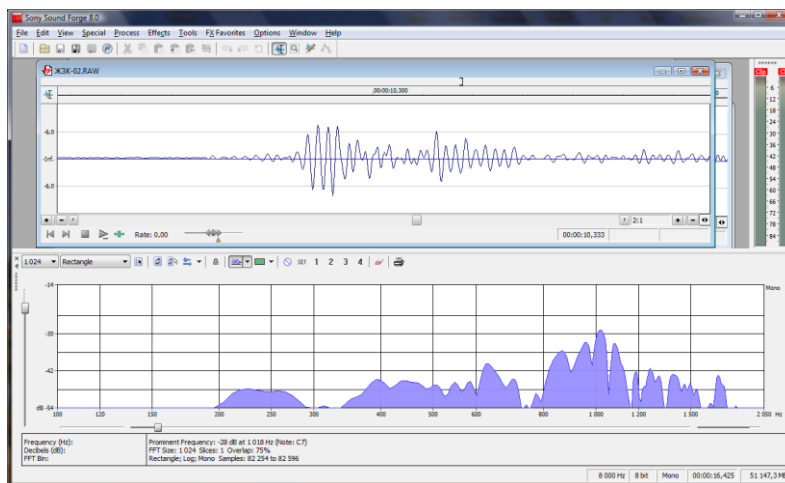 Sony Sound Forge 8.0
File Edit View Special Process Effects Tools FX Favorites Options Window Help
ЖЗК-02.RAW
,00:00:10,300
-6.0
-Inf.
-6.0
2:1
Rate: 0,00
00:00:10,333
Clip Clip
6
12
18
24
30
36
42
48
54
60
66
72
78
84
1 024 Rectangle SET 1 2 3 4
-14
-30
-42
dB -54
Mono
100 120 150 200 250 300 400 500 600 800 1 000 1 200 1 500 2 050 Hz
Frequency (Hz): Prominent Frequency: -28 dB at 1 018 Hz (Note: C7)
Decibels (dB): FFT Size: 1 024 Slices: 1 Overlap: 75%
FFT Bin: Rectangle; Log; Mono Samples: 82 254 to 82 596
8 000 Hz 8 bit Mono 00:00:16,425 51 147,3 MB